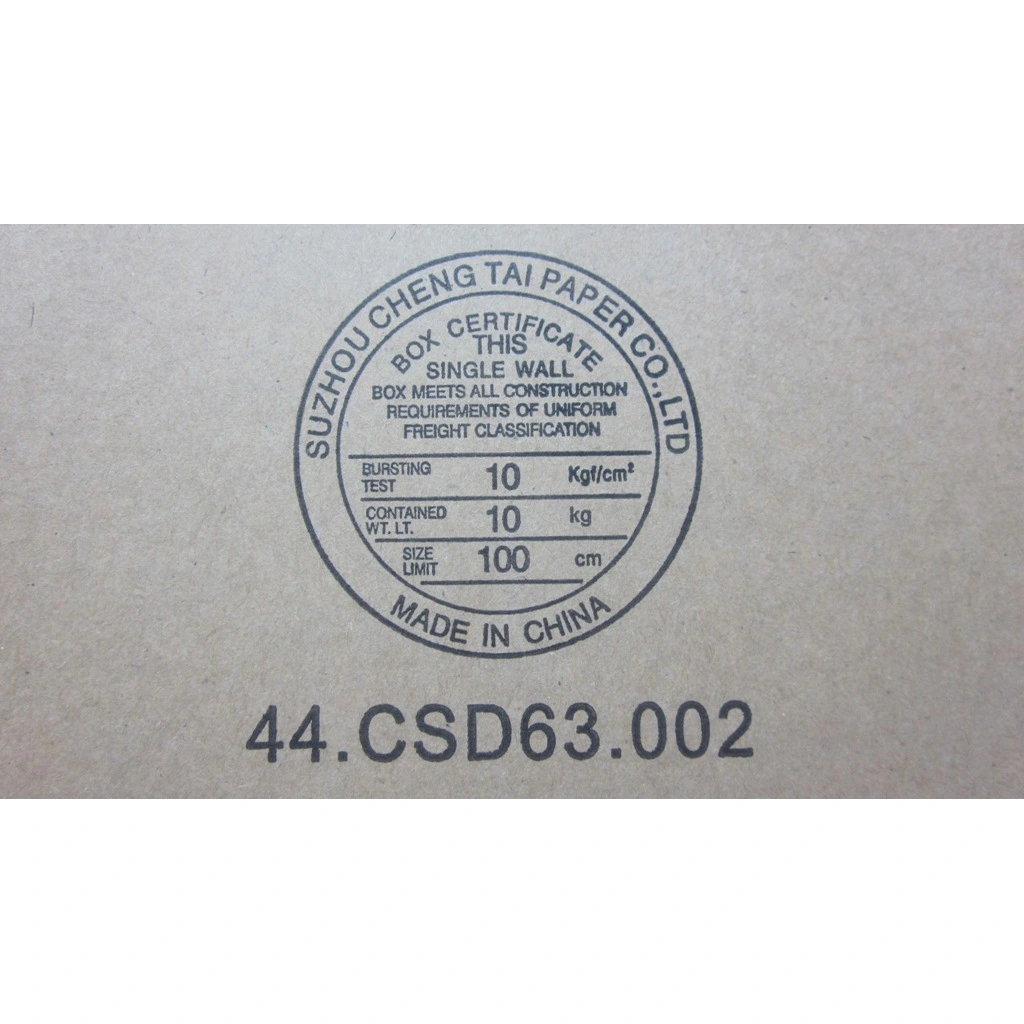 SUZHOU CHENG TAI PAPER CO.,LTD
BOX CERTIFICATE
THIS
SINGLE WALL
BOX MEETS ALL CONSTRUCTION
REQUIREMENTS OF UNIFORM
FREIGHT CLASSIFICATION
BURSTING TEST 10 Kgf/cm²
CONTAINED WT. LT. 10 kg
SIZE LIMIT 100 cm
MADE IN CHINA
44.CSD63.002